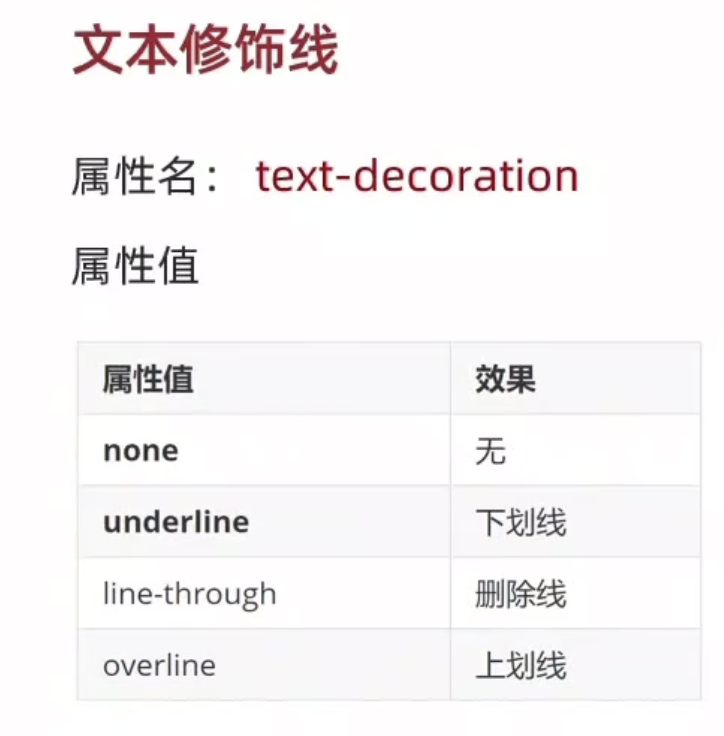 文本修饰线
属性名： text-decoration
属性值
属性值 效果
none 无
underline 下划线
line-through 删除线
overline 上划线